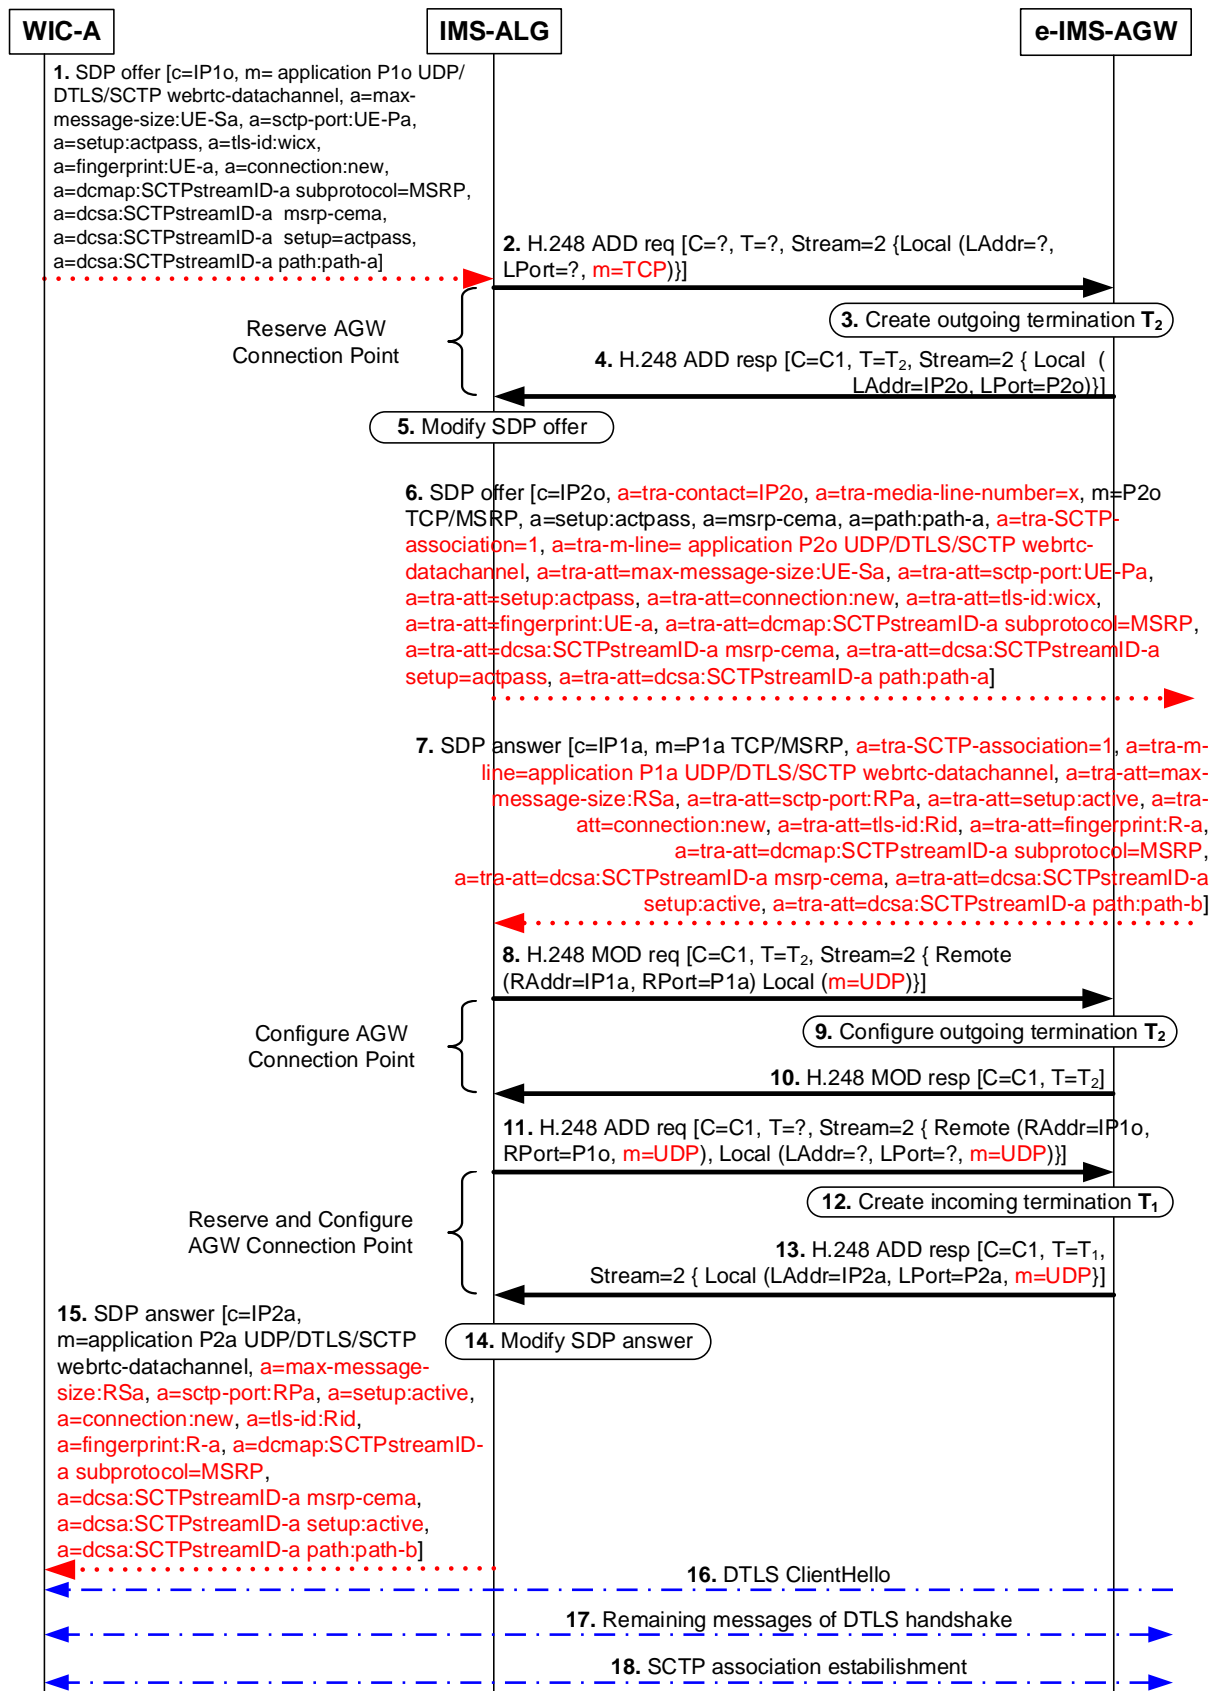 WIC-A
IMS-ALG
e-IMS-AGW
1. SDP offer [c=IP1o, m= application P1o UDP/
DTLS/SCTP webrtc-datachannel, a=max-
message-size:UE-Sa, a=sctp-port:UE-Pa,
a=setup:actpass, a=tls-id:wicx,
a=fingerprint:UE-a, a=connection:new,
a=dcmap:SCTPstreamID-a subprotocol=MSRP,
a=dcsa:SCTPstreamID-a msrp-cema,
a=dcsa:SCTPstreamID-a setup=actpass,
a=dcsa:SCTPstreamID-a path:path-a]
2. H.248 ADD req [C=?, T=?, Stream=2 {Local (LAddr=?,
LPort=?, m=TCP)}]
Reserve AGW
Connection Point
3. Create outgoing termination T2
4. H.248 ADD resp [C=C1, T=T2, Stream=2 { Local (
LAddr=IP2o, LPort=P2o)}]
5. Modify SDP offer
6. SDP offer [c=IP2o, a=tra-contact=IP2o, a=tra-media-line-number=x, m=P2o
TCP/MSRP, a=setup:actpass, a=msrp-cema, a=path:path-a, a=tra-SCTP-
association=1, a=tra-m-line= application P2o UDP/DTLS/SCTP webrtc-
datachannel, a=tra-att=max-message-size:UE-Sa, a=tra-att=sctp-port:UE-Pa,
a=tra-att=setup:actpass, a=tra-att=connection:new, a=tra-att=tls-id:wicx,
a=tra-att=fingerprint:UE-a, a=tra-att=dcmap:SCTPstreamID-a subprotocol=MSRP,
a=tra-att=dcsa:SCTPstreamID-a msrp-cema, a=tra-att=dcsa:SCTPstreamID-a
setup=actpass, a=tra-att=dcsa:SCTPstreamID-a path:path-a]
7. SDP answer [c=IP1a, m=P1a TCP/MSRP, a=tra-SCTP-association=1, a=tra-m-
line=application P1a UDP/DTLS/SCTP webrtc-datachannel, a=tra-att=max-
message-size:RSa, a=tra-att=sctp-port:RPa, a=tra-att=setup:active, a=tra-
att=connection:new, a=tra-att=tls-id:Rid, a=tra-att=fingerprint:R-a,
a=tra-att=dcmap:SCTPstreamID-a subprotocol=MSRP,
a=tra-att=dcsa:SCTPstreamID-a msrp-cema, a=tra-att=dcsa:SCTPstreamID-a
setup:active, a=tra-att=dcsa:SCTPstreamID-a path:path-b]
8. H.248 MOD req [C=C1, T=T2, Stream=2 { Remote
(RAddr=IP1a, RPort=P1a) Local (m=UDP)}]
Configure AGW
Connection Point
9. Configure outgoing termination T2
10. H.248 MOD resp [C=C1, T=T2]
11. H.248 ADD req [C=C1, T=?, Stream=2 { Remote (RAddr=IP1o,
RPort=P1o, m=UDP), Local (LAddr=?, LPort=?, m=UDP)}]
Reserve and Configure
AGW Connection Point
12. Create incoming termination T1
13. H.248 ADD resp [C=C1, T=T1,
Stream=2 { Local (LAddr=IP2a, LPort=P2a, m=UDP}]
14. Modify SDP answer
15. SDP answer [c=IP2a,
m=application P2a UDP/DTLS/SCTP
webrtc-datachannel, a=max-message-
size:RSa, a=sctp-port:RPa, a=setup:active,
a=connection:new, a=tls-id:Rid,
a=fingerprint:R-a, a=dcmap:SCTPstreamID-
a subprotocol=MSRP,
a=dcsa:SCTPstreamID-a msrp-cema,
a=dcsa:SCTPstreamID-a setup:active,
a=dcsa:SCTPstreamID-a path:path-b]
16. DTLS ClientHello
17. Remaining messages of DTLS handshake
18. SCTP association estabilishment